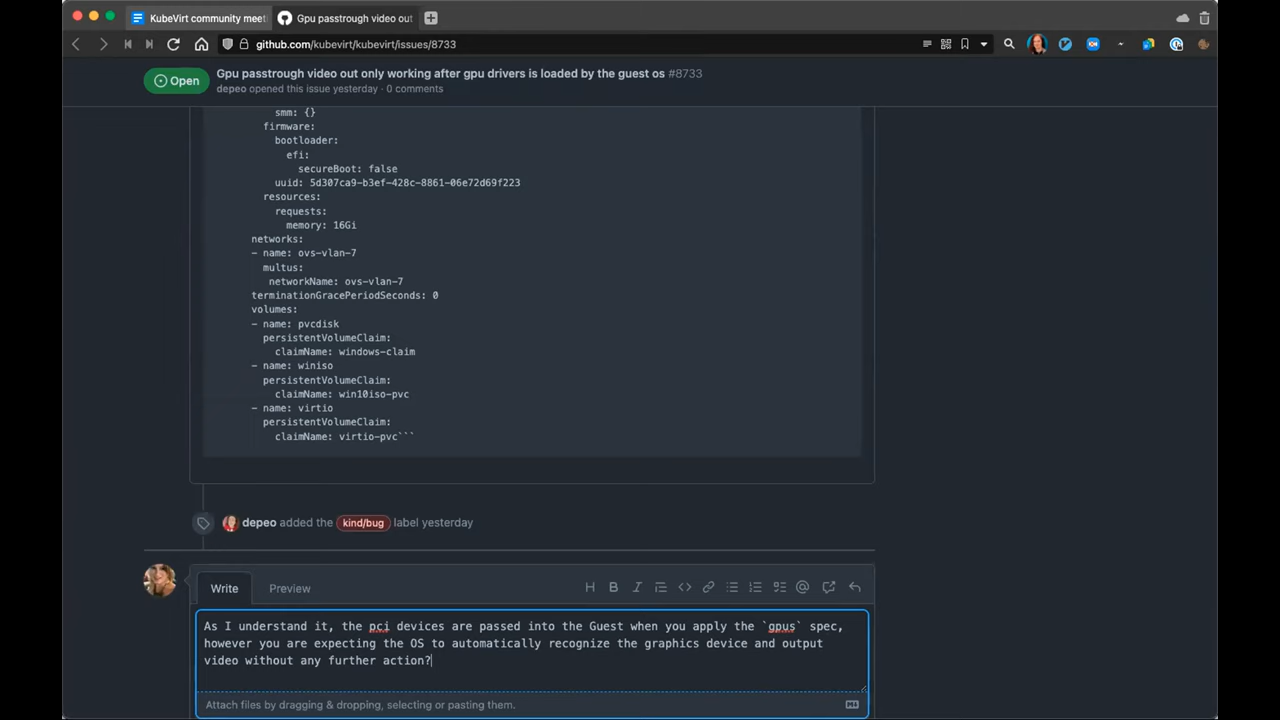 KubeVirt community meet
Gpu passtrough video out
github.com/kubevirt/kubevirt/issues/8733
Open
Gpu passtrough video out only working after gpu drivers is loaded by the guest os #8733
depeo opened this issue yesterday · 0 comments
smm: {}
firmware:
bootloader:
efi:
secureBoot: false
uuid: 5d307ca9-b3ef-428c-8861-06e72d69f223
resources:
requests:
memory: 16Gi
networks:
- name: ovs-vlan-7
multus:
networkName: ovs-vlan-7
terminationGracePeriodSeconds: 0
volumes:
- name: pvcdisk
persistentVolumeClaim:
claimName: windows-claim
- name: winiso
persistentVolumeClaim:
claimName: win10iso-pvc
- name: virtio
persistentVolumeClaim:
claimName: virtio-pvc```
depeo added the kind/bug label yesterday
Write Preview
As I understand it, the pci devices are passed into the Guest when you apply the `gpus` spec,
however you are expecting the OS to automatically recognize the graphics device and output
video without any further action?
Attach files by dragging & dropping, selecting or pasting them.